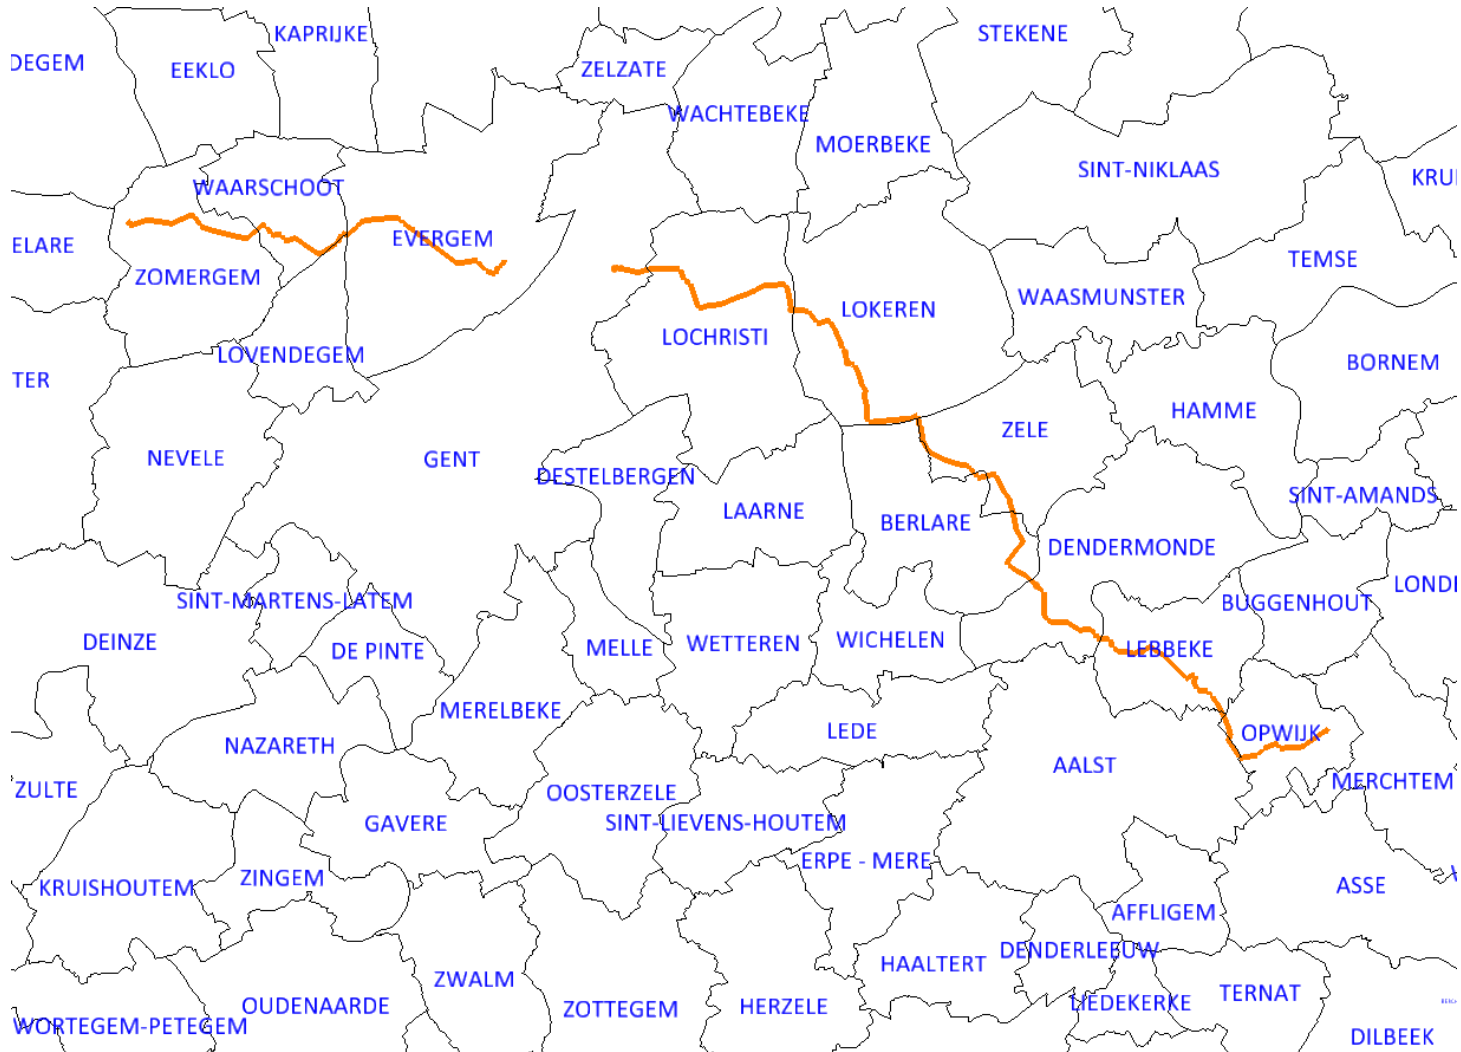 KAPRIJKE
STEKENE
DEGEM
EEKLO
ZELZATE
WACHTEBEKE
MOERBEKE
SINT-NIKLAAS
KRUI
WAARSCHOOT
EVERGEM
ELARE
TEMSE
ZOMERGEM
WAASMUNSTER
LOKEREN
LOCHRISTI
LOVENDEGEM
BORNEM
TER
HAMME
ZELE
NEVELE
GENT
DESTELBERGEN
SINT-AMANDS
LAARNE
BERLARE
DENDERMONDE
LONDI
SINT-MARTENS-LATEM
BUGGENHOUT
DEINZE
DE PINTE
MELLE
WETTEREN
WICHELEN
LEBBEKE
MERELBEKE
NAZARETH
LEDE
OPWIJK
AALST
ZULTE
OOSTERZELE
MERCHTEM
GAVERE
SINT-LIEVENS-HOUTEM
ERPE - MERE
KRUISHOUTEM
ZINGEM
ASSE
AFFLIGEM
DENDERLEEUW
HAALTERT
ZWALM
OUDENAARDE
ZOTTEGEM
HERZELE
LIEDEKERKE
TERNAT
WORTEGEM-PETEGEM
DILBEEK